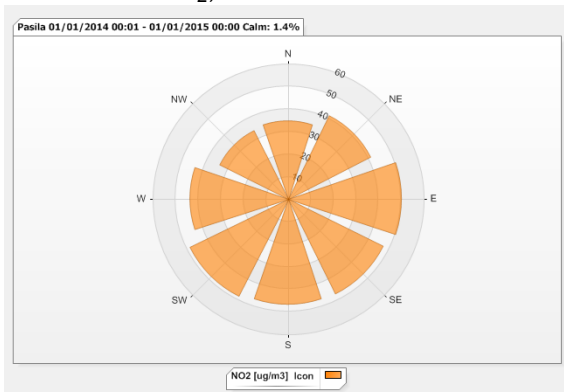 Pasila 01/01/2014 00:01 - 01/01/2015 00:00 Calm: 1.4%
N
60
50
NW
NE
40
30
20
10
W
E
SW
SE
S
NO2 [ug/m3] Icon